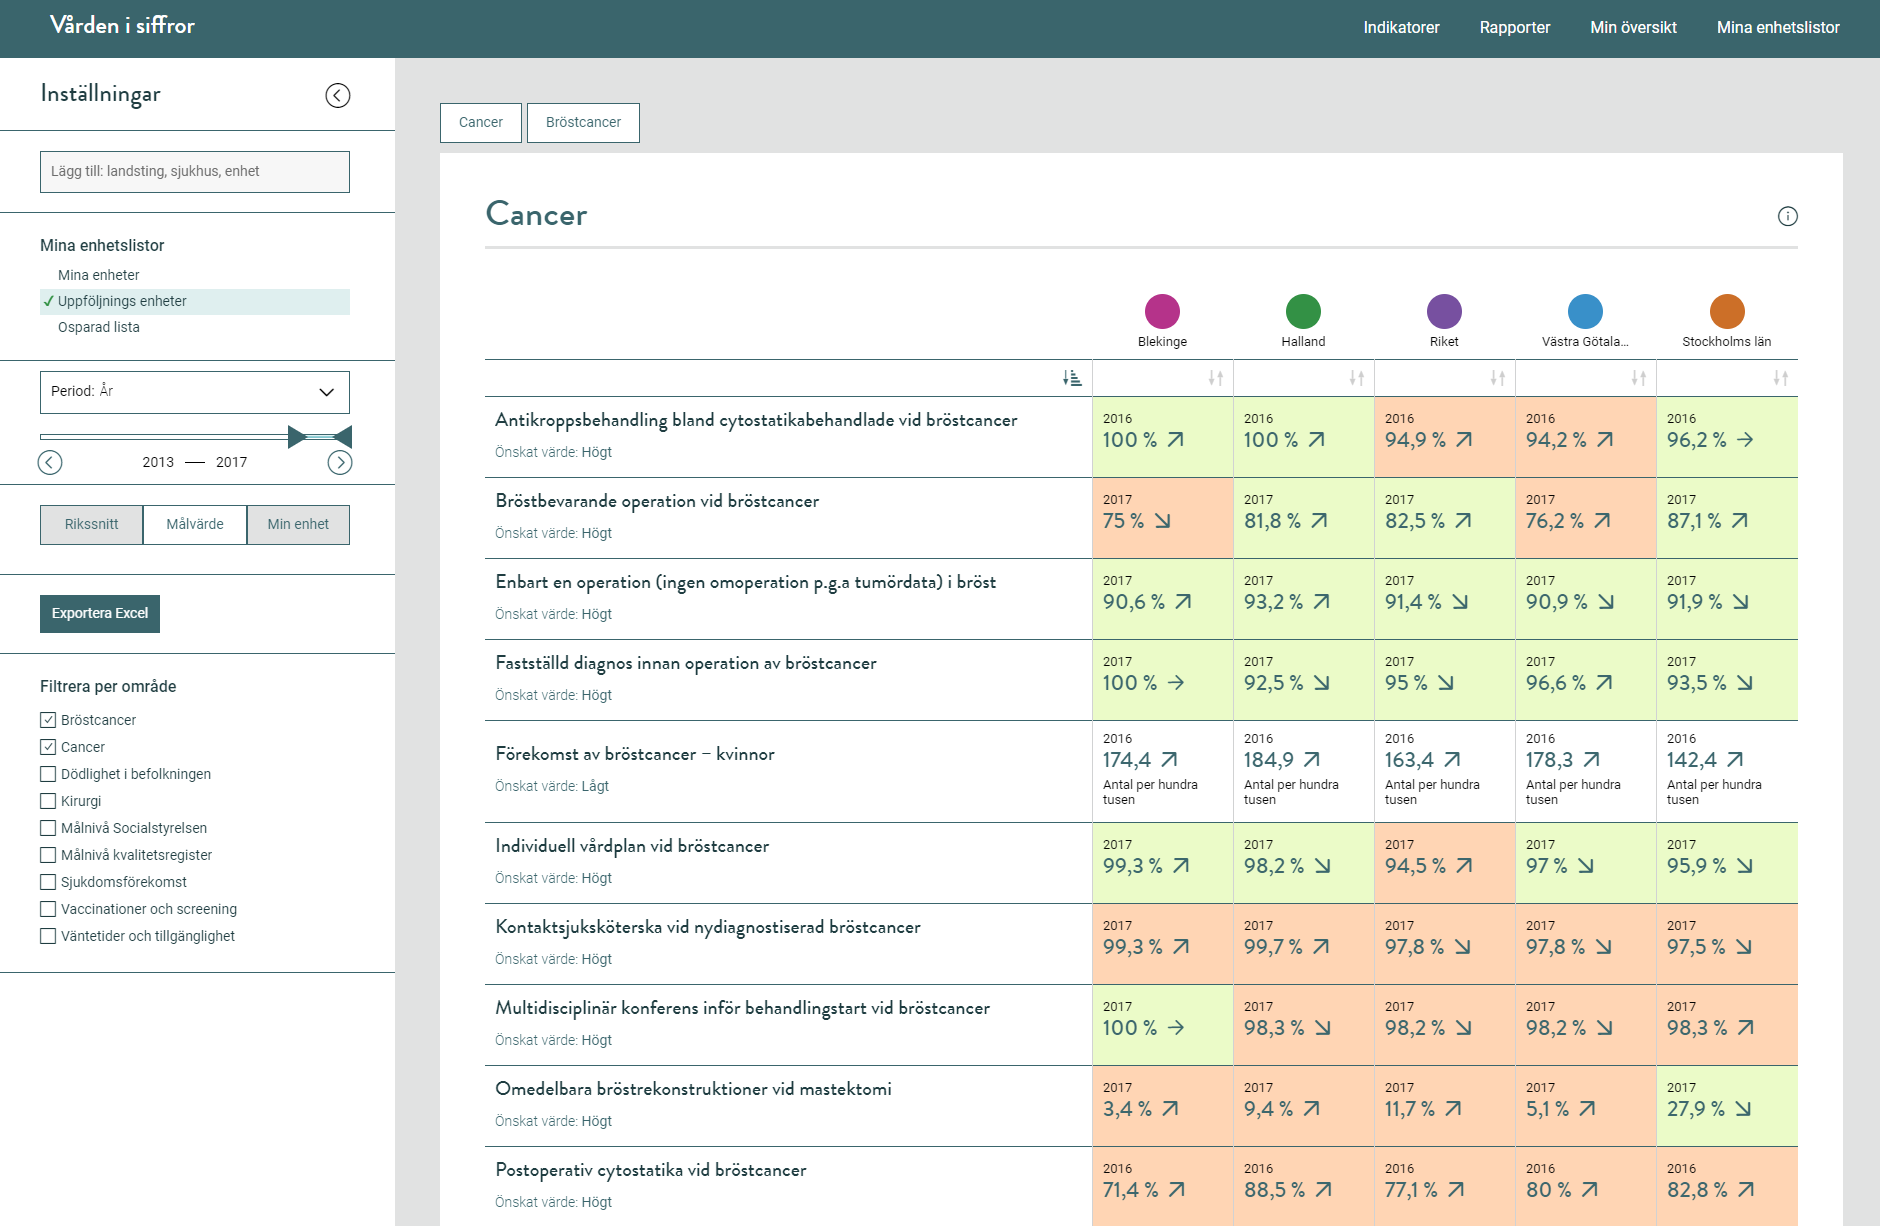 Vården i siffror
Indikatorer Rapporter Min översikt Mina enhetslistor
Inställningar
Lägg till: landsting, sjukhus, enhet
Mina enhetslistor
Mina enheter
Uppföljnings enheter
Osparad lista
Period: År
2013 — 2017
Rikssnitt Målvärde Min enhet
Exportera Excel
Filtrera per område
Bröstcancer
Cancer
Dödlighet i befolkningen
Kirurgi
Målnivå Socialstyrelsen
Målnivå kvalitetsregister
Sjukdomsförekomst
Vaccinationer och screening
Väntetider och tillgänglighet
Cancer Bröstcancer
Cancer
Blekinge Halland Riket Västra Götala... Stockholms län
Antikroppsbehandling bland cytostatikabehandlade vid bröstcancer
Önskat värde: Högt
2016 2016 2016 2016 2016
100 % 100 % 94,9 % 94,2 % 96,2 %
Bröstbevarande operation vid bröstcancer
Önskat värde: Högt
2017 2017 2017 2017 2017
75 % 81,8 % 82,5 % 76,2 % 87,1 %
Enbart en operation (ingen omoperation p.g.a tumördata) i bröst
Önskat värde: Högt
2017 2017 2017 2017 2017
90,6 % 93,2 % 91,4 % 90,9 % 91,9 %
Fastställd diagnos innan operation av bröstcancer
Önskat värde: Högt
2017 2017 2017 2017 2017
100 % 92,5 % 95 % 96,6 % 93,5 %
Förekomst av bröstcancer – kvinnor
Önskat värde: Lågt
2016 2016 2016 2016 2016
174,4 184,9 163,4 178,3 142,4
Antal per hundra Antal per hundra Antal per hundra Antal per hundra Antal per hundra
tusen tusen tusen tusen tusen
Individuell vårdplan vid bröstcancer
Önskat värde: Högt
2017 2017 2017 2017 2017
99,3 % 98,2 % 94,5 % 97 % 95,9 %
Kontaktsjuksköterska vid nydiagnostiserad bröstcancer
Önskat värde: Högt
2017 2017 2017 2017 2017
99,3 % 99,7 % 97,8 % 97,8 % 97,5 %
Multidisciplinär konferens inför behandlingstart vid bröstcancer
Önskat värde: Högt
2017 2017 2017 2017 2017
100 % 98,3 % 98,2 % 98,2 % 98,3 %
Omedelbara bröstrekonstruktioner vid mastektomi
Önskat värde: Högt
2017 2017 2017 2017 2017
3,4 % 9,4 % 11,7 % 5,1 % 27,9 %
Postoperativ cytostatika vid bröstcancer
Önskat värde: Högt
2016 2016 2016 2016 2016
71,4 % 88,5 % 77,1 % 80 % 82,8 %